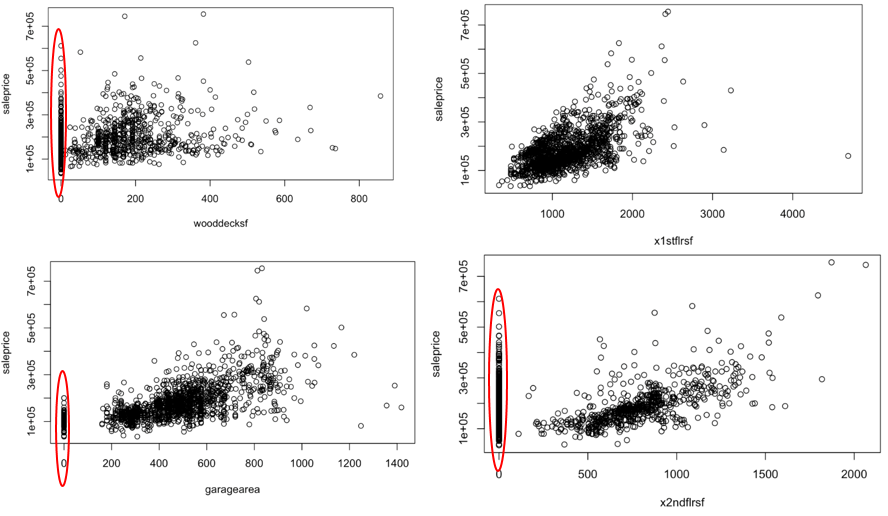 saleprice
7e+05
5e+05
3e+05
1e+05
0 200 400 600 800
wooddecksf
saleprice
7e+05
5e+05
3e+05
1e+05
1000 2000 3000 4000
x1stflrsf
saleprice
7e+05
5e+05
3e+05
1e+05
0 200 400 600 800 1000 1200 1400
garagearea
saleprice
7e+05
5e+05
3e+05
1e+05
0 500 1000 1500 2000
x2ndflrsf